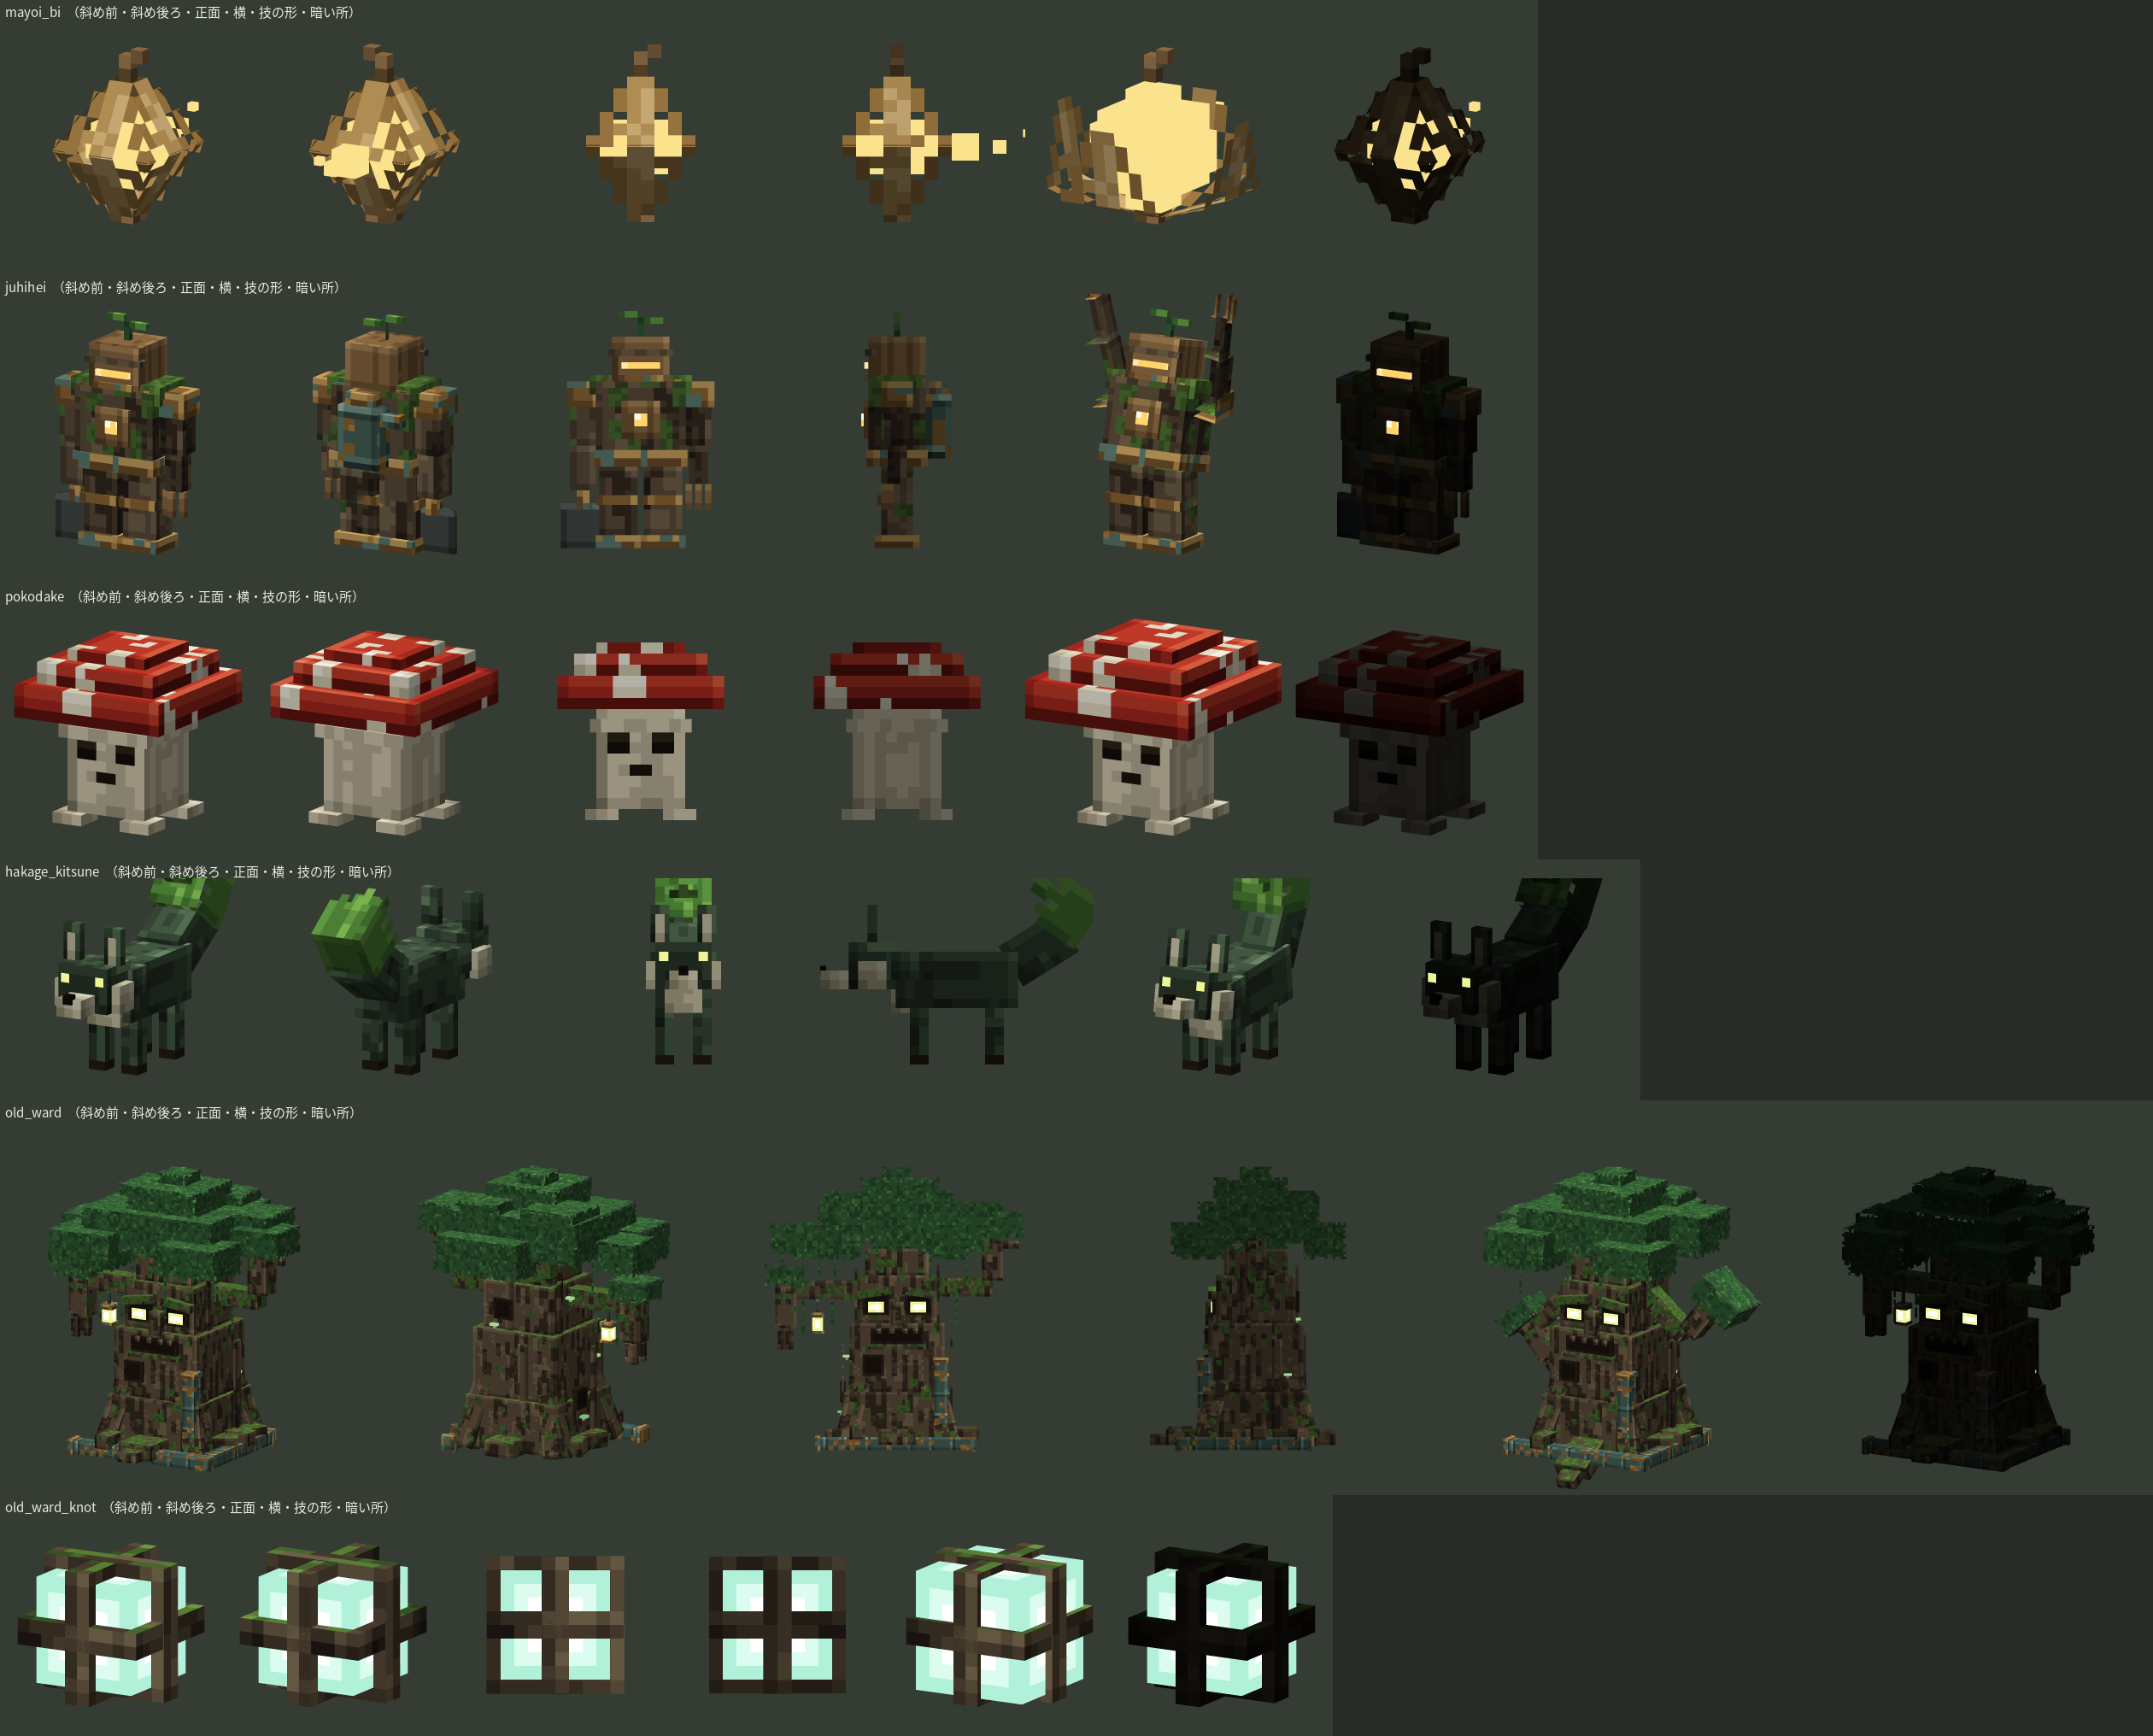 mayoi_bi （斜め前・斜め後ろ・正面・横・技の形・暗い所）
juhihei （斜め前・斜め後ろ・正面・横・技の形・暗い所）
pokodake （斜め前・斜め後ろ・正面・横・技の形・暗い所）
hakage_kitsune （斜め前・斜め後ろ・正面・横・技の形・暗い所）
old_ward （斜め前・斜め後ろ・正面・横・技の形・暗い所）
old_ward_knot （斜め前・斜め後ろ・正面・横・技の形・暗い所）